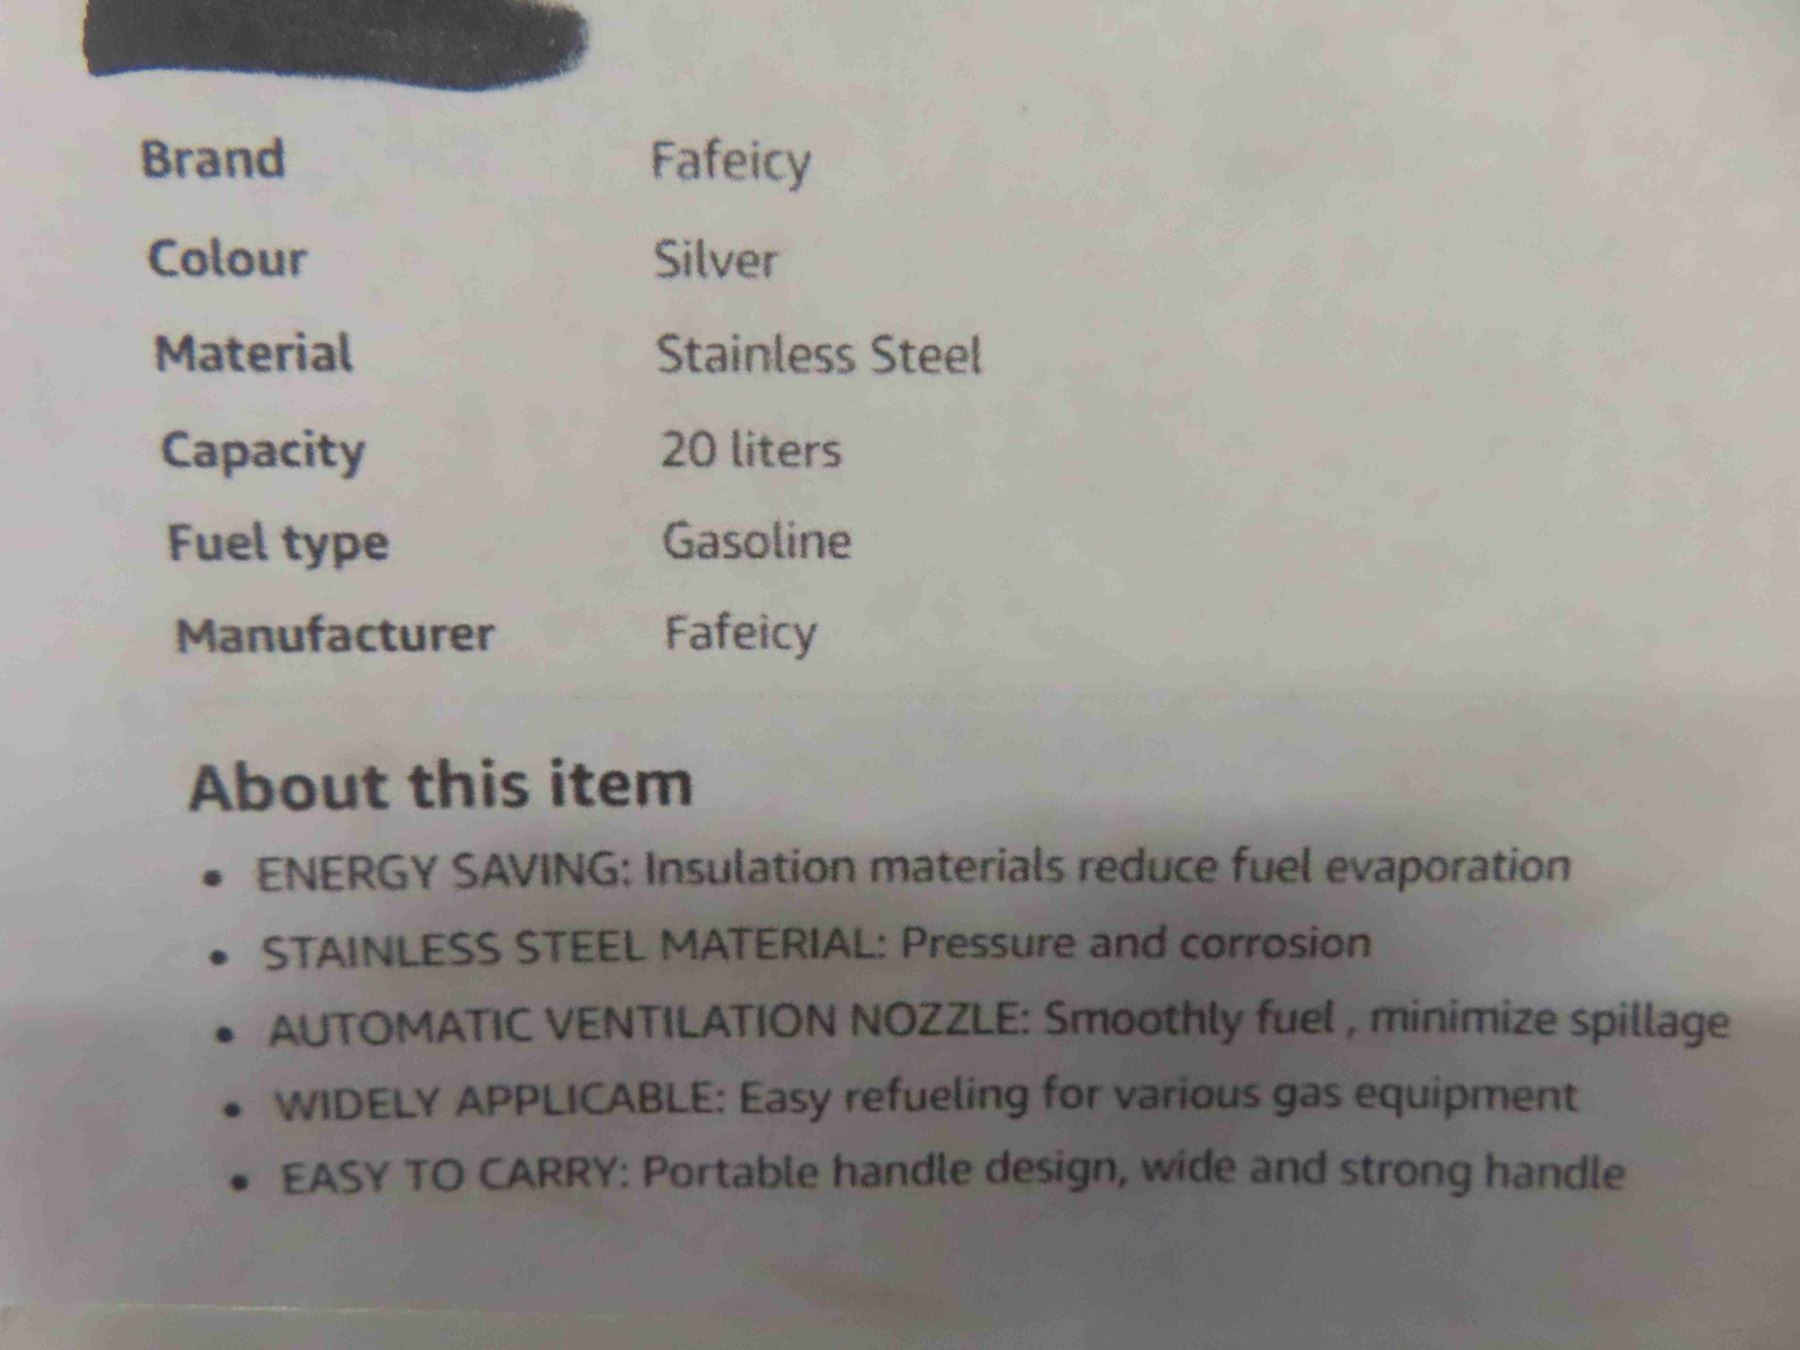 Brand Fafeicy
Colour Silver
Material Stainless Steel
Capacity 20 liters
Fuel type Gasoline
Manufacturer Fafeicy
About this item
• ENERGY SAVING: Insulation materials reduce fuel evaporation
• STAINLESS STEEL MATERIAL: Pressure and corrosion
• AUTOMATIC VENTILATION NOZZLE: Smoothly fuel , minimize spillage
• WIDELY APPLICABLE: Easy refueling for various gas equipment
• EASY TO CARRY: Portable handle design, wide and strong handle